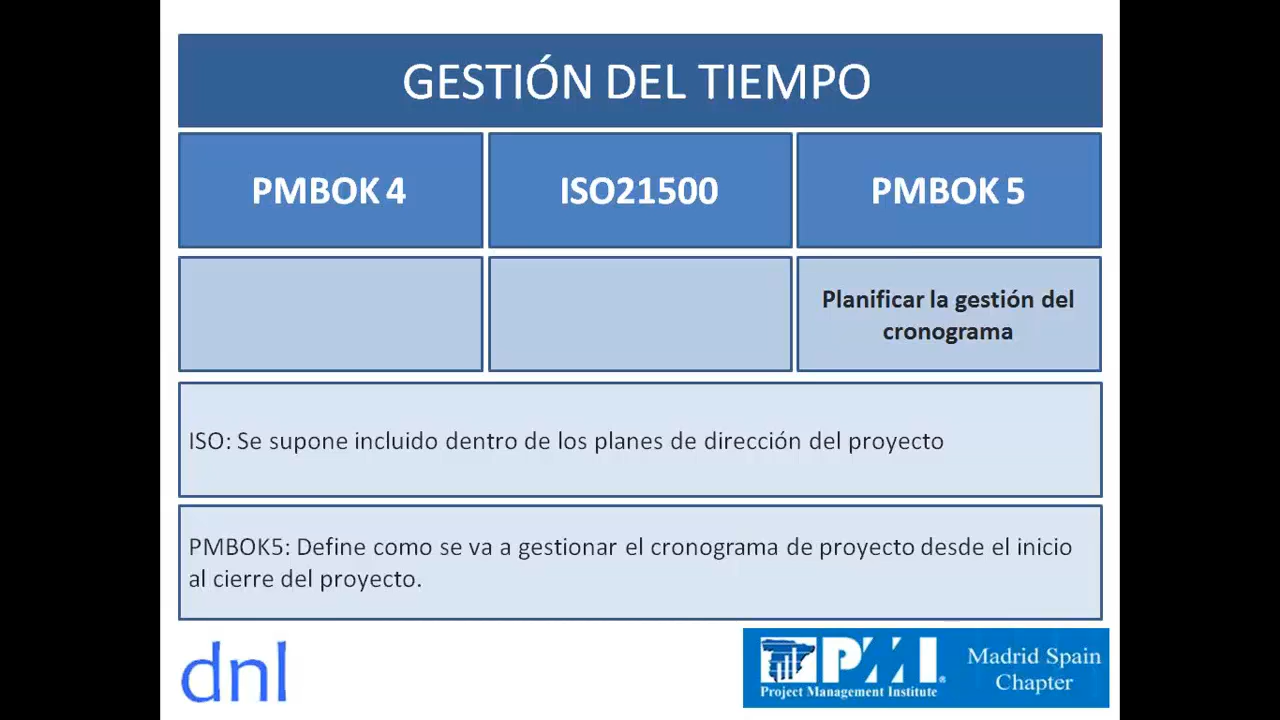 GESTIÓN DEL TIEMPO
PMBOK 4
ISO21500
PMBOK 5
Planificar la gestión del
cronograma
ISO: Se supone incluido dentro de los planes de dirección del proyecto
PMBOK5: Define como se va a gestionar el cronograma de proyecto desde el inicio
al cierre del proyecto.
dnl
PMI®
Project Management Institute
Madrid Spain
Chapter